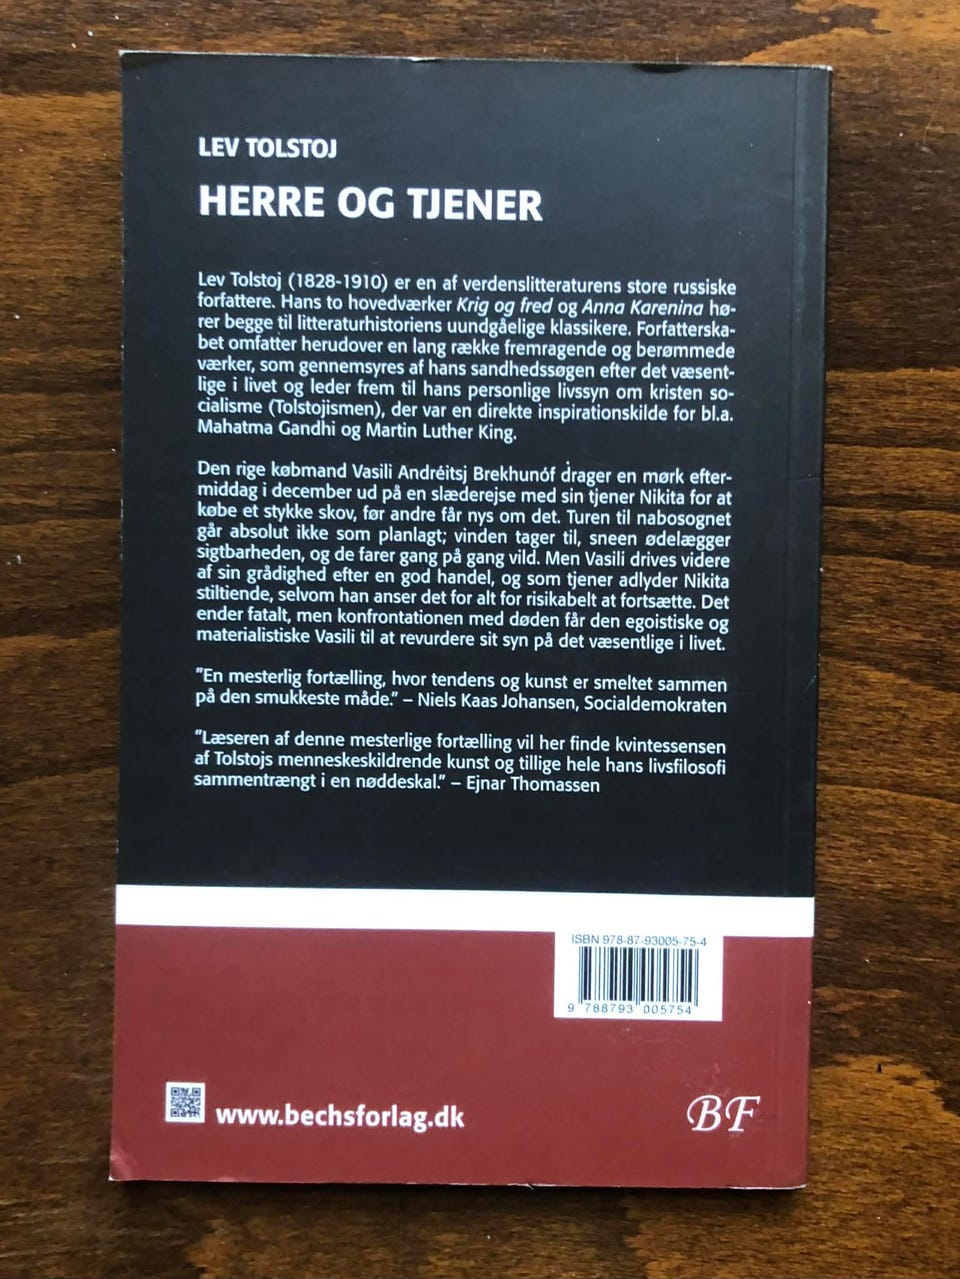 LEV TOLSTOJ
HERRE OG TJENER
Lev Tolstoj (1828-1910) er en af verdenslitteraturens store russiske
forfattere. Hans to hovedværker Krig og fred og Anna Karenina hø-
rer begge til litteraturhistoriens uundgåelige klassikere. Forfatterska-
bet omfatter herudover en lang række fremragende og berømmede
værker, som gennemsyres af hans sandhedssøgen efter det væsent-
lige i livet og leder frem til hans personlige livssyn om kristen so-
cialisme (Tolstojismen), der var en direkte inspirationskilde for bl.a.
Mahatma Gandhi og Martin Luther King.
Den rige købmand Vasili Andréitsj Brekhunóf drager en mørk efter-
middag i december ud på en slæderejse med sin tjener Nikita for at
købe et stykke skov, før andre får nys om det. Turen til nabosognet
går absolut ikke som planlagt; vinden tager til, sneen ødelægger
sigtbarheden, og de farer gang på gang vild. Men Vasili drives videre
af sin grådighed efter en god handel, og som tjener adlyder Nikita
stiltiende, selvom han anser det for alt for risikabelt at fortsætte. Det
ender fatalt, men konfrontationen med døden får den egoistiske og
materialistiske Vasili til at revurdere sit syn på det væsentlige i livet.
"En mesterlig fortælling, hvor tendens og kunst er smeltet sammen
på den smukkeste måde." – Niels Kaas Johansen, Socialdemokraten
"Læseren af denne mesterlige fortælling vil her finde kvintessensen
af Tolstojs menneskeskildrende kunst og tillige hele hans livsfilosofi
sammentrængt i en nøddeskal." – Ejnar Thomassen
ISBN 978-87-93005-75-4
9 788793 005754
www.bechsforlag.dk
BF